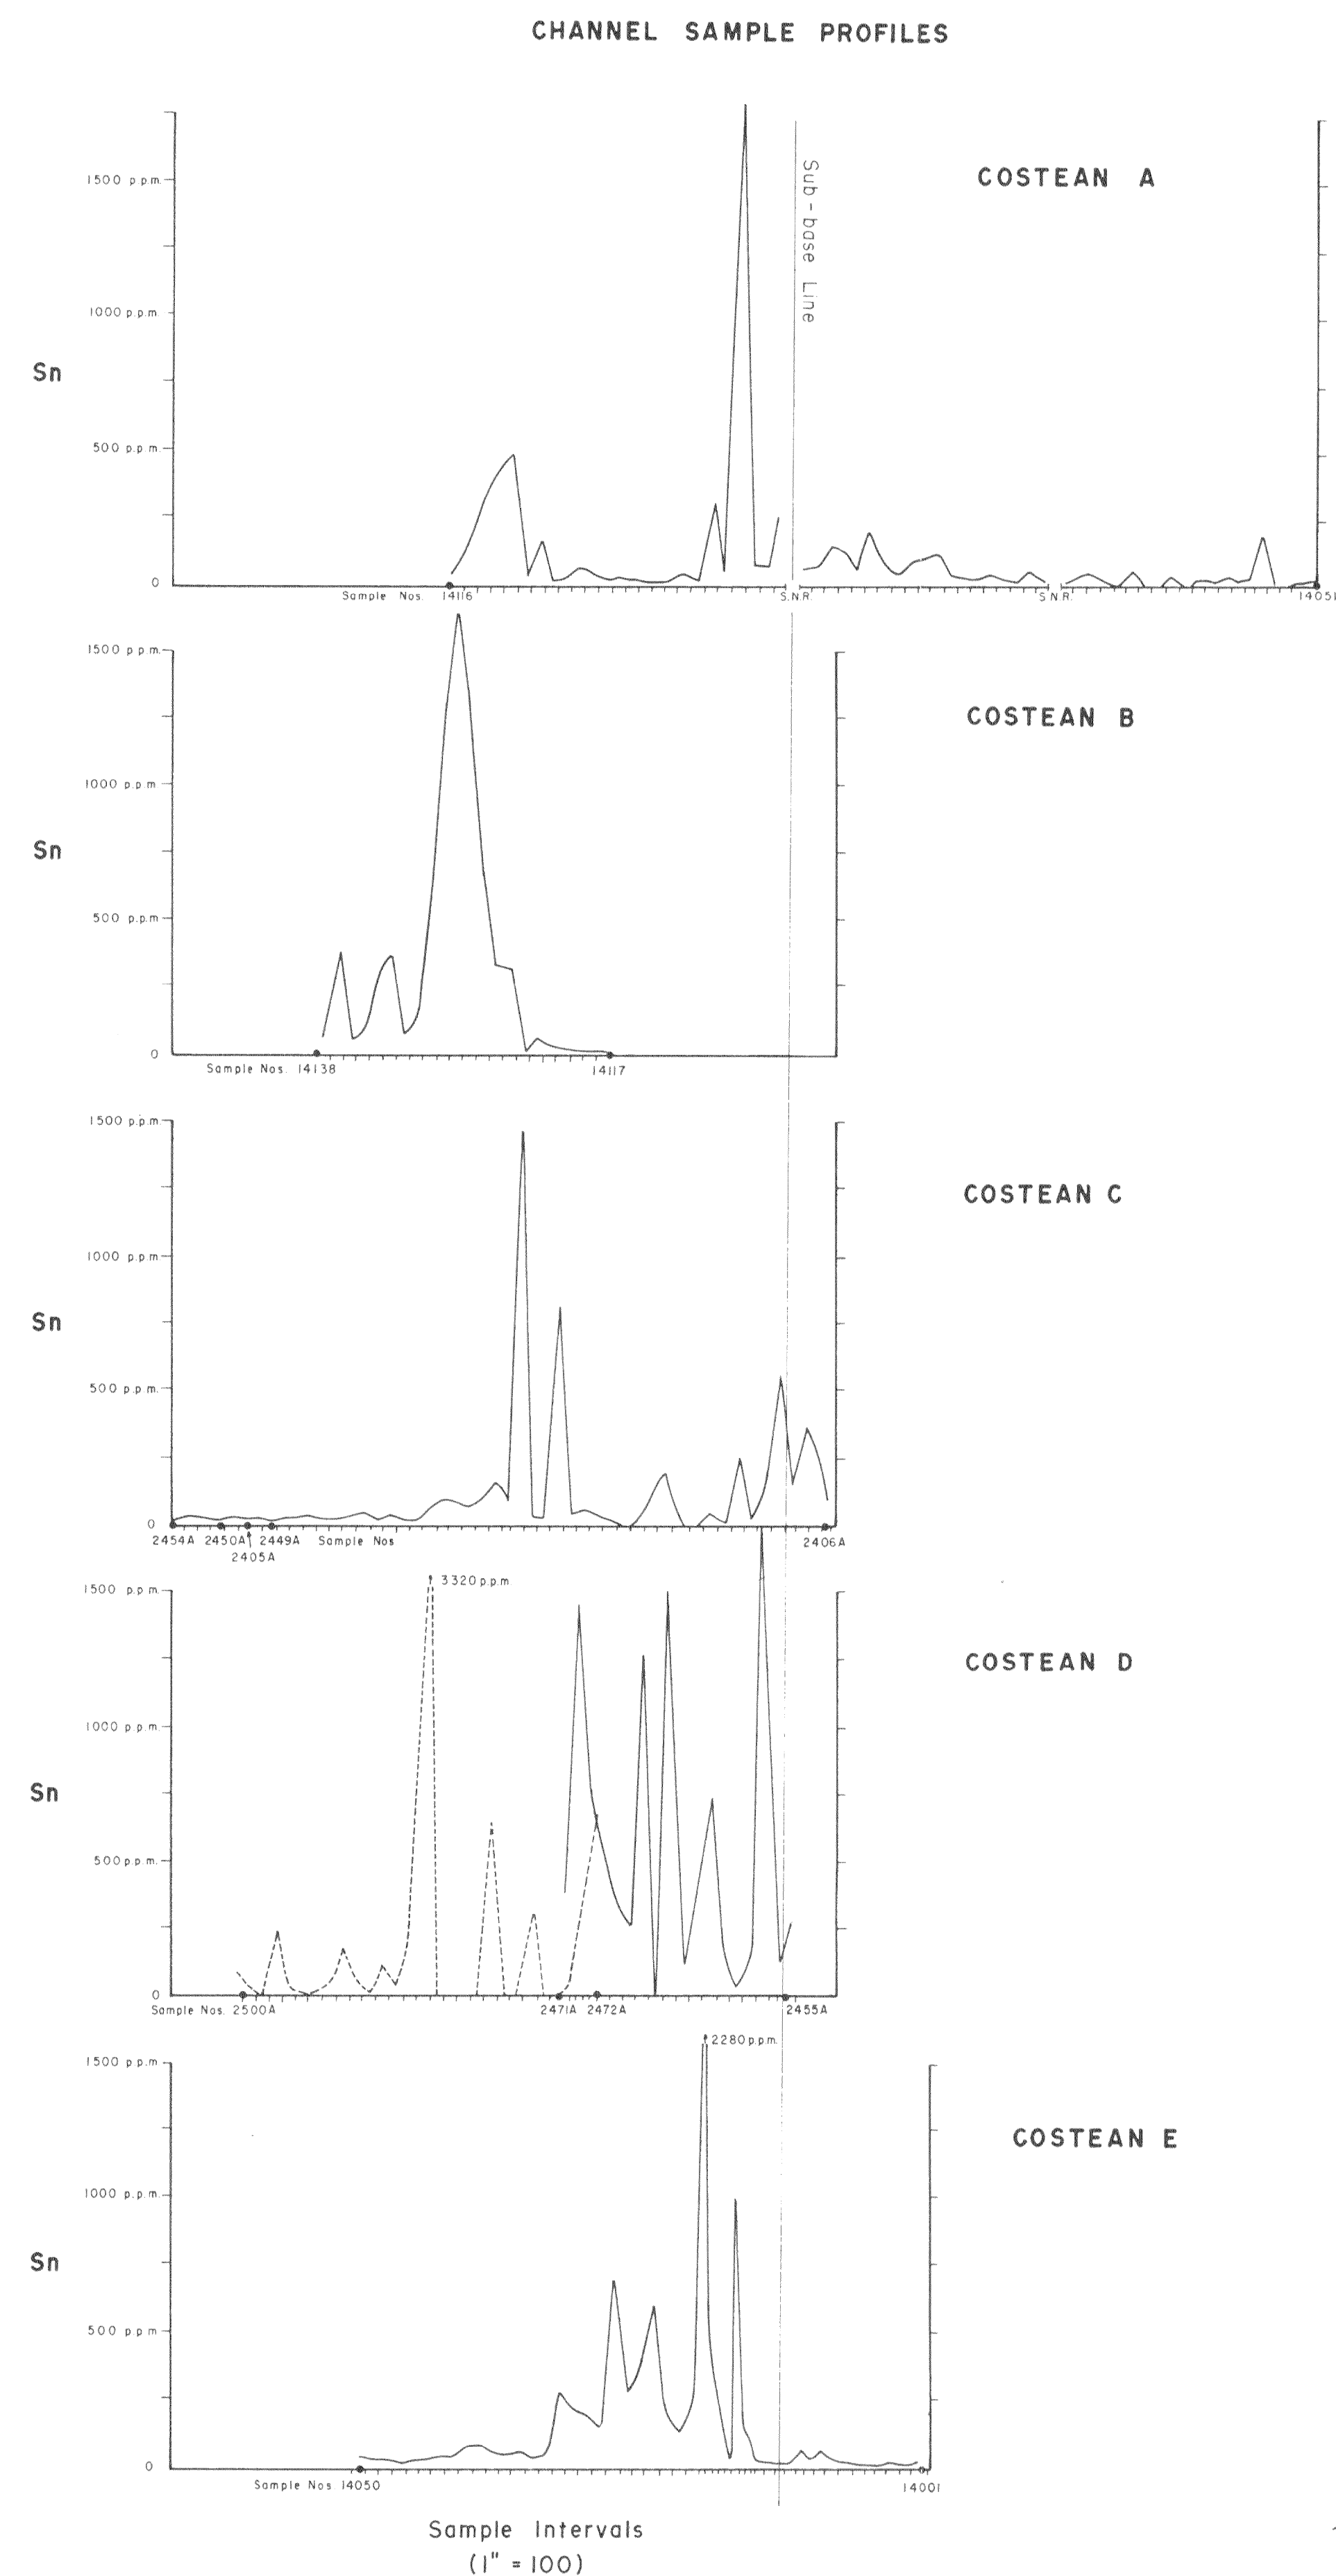 CHANNEL SAMPLE PROFILES
1500 p.p.m.
Sub-base Line
COSTEAN A
1000 p.p.m
Sn
500 p.p.m
0
Sample Nos. 14116
S.N.R.
S.N.R.
14051
1500 p.p.m.
COSTEAN B
1000 p.p.m
Sn
500 p.p.m
0
Sample Nos. 14138
14117
1500 p.p.m
COSTEAN C
1000 p.p.m
Sn
500 p.p.m.
0
2454A 2450A 2449A Sample Nos
2406A
2405A
1500 p.p.m.
3320 p.p.m
COSTEAN D
1000 p.p.m.
Sn
500 p.p.m.
0
Sample Nos. 2500A
2471A 2472A
2455A
2280 p.p.m.
1500 p.p.m
COSTEAN E
1000 p.p.m.
Sn
500 p.p.m
0
Sample Nos 14050
14001
Sample Intervals
(1" = 100)